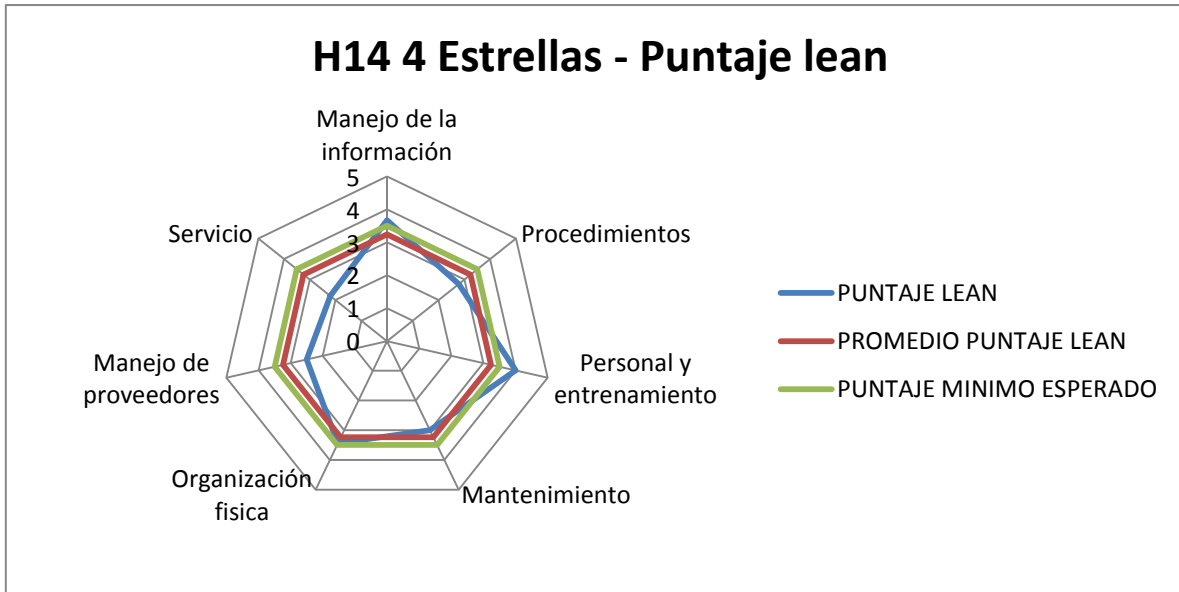 H14 4 Estrellas - Puntaje lean
Manejo de la
información
5
4
3
2
1
0
Procedimientos
Personal y
entrenamiento
Mantenimiento
Organización
fisica
Manejo de
proveedores
Servicio
PUNTAJE LEAN
PROMEDIO PUNTAJE LEAN
PUNTAJE MINIMO ESPERADO